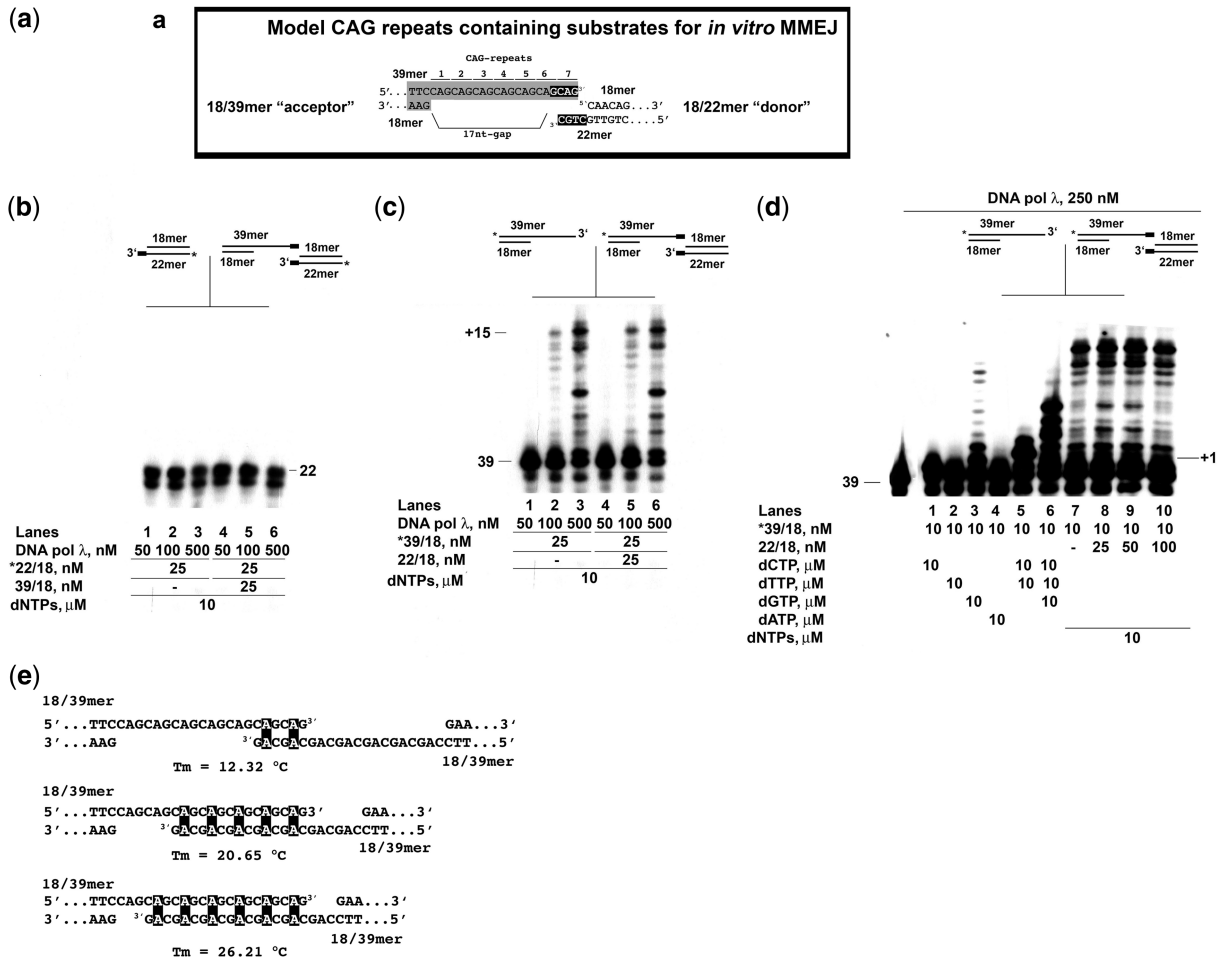 (a)
a
Model CAG repeats containing substrates for in vitro MMEJ
CAG-repeats
39mer 1 2 3 4 5 6 7
5'... TTCCAGCAGCAGCAGCAGCAGCAG3' 18mer
18/39mer “acceptor”
3'... AAG
5'CAACAG...3'
18/22mer “donor”
18mer
17nt-gap
3'CGTCGTTGTC....5'
22mer
(b)
18mer
3‘ *
22mer
39mer
18mer
18mer
3‘ *
22mer
22
Lanes 1 2 3 4 5 6
DNA pol λ, nM 50 100 500 50 100 500
*22/18, nM 25 25
39/18, nM - 25
dNTPs, μM 10
(c)
39mer
* 3‘
18mer
39mer
*
18mer
18mer
3‘
22mer
+15
39
Lanes 1 2 3 4 5 6
DNA pol λ, nM 50 100 500 50 100 500
*39/18, nM 25 25
22/18, nM - 25
dNTPs, μM 10
(d)
DNA pol λ, 250 nM
39mer
* 3‘
18mer
39mer
*
18mer
18mer
3‘
22mer
+1
39
Lanes 1 2 3 4 5 6 7 8 9 10
*39/18, nM 10 10 10 10 10 10 10 10 10 10
22/18, nM - 25 50 100
dCTP, μM 10 10 10
dTTP, μM 10 10 10
dGTP, μM 10 10
dATP, μM 10
dNTPs, μM 10
(e)
18/39mer
5’...TTCCAGCAGCAGCAGCAGCAGCAG3’ GAA...3‘
3’...AAG 3’GACGACGACGACGACGACGACCTT...5’
18/39mer
Tm = 12.32 °C
18/39mer
5’...TTCCAGCAGCAGCAGCAGCAGCAG3’ GAA...3‘
3’...AAG 3’GACGACGACGACGACGACGACCTT...5’
18/39mer
Tm = 20.65 °C
18/39mer
5’...TTCCAGCAGCAGCAGCAGCAGCAG3’ GAA...3‘
3’...AAG 3’GACGACGACGACGACGACGACCTT...5’
18/39mer
Tm = 26.21 °C